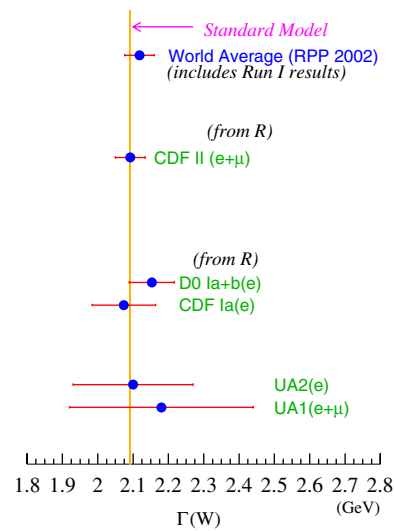 Standard Model
World Average (RPP 2002)
(includes Run I results)
(from R)
CDF II (e+μ)
(from R)
D0 Ia+b(e)
CDF Ia(e)
UA2(e)
UA1(e+μ)
1.8 1.9 2 2.1 2.2 2.3 2.4 2.5 2.6 2.7 2.8
(GeV)
Γ(W)